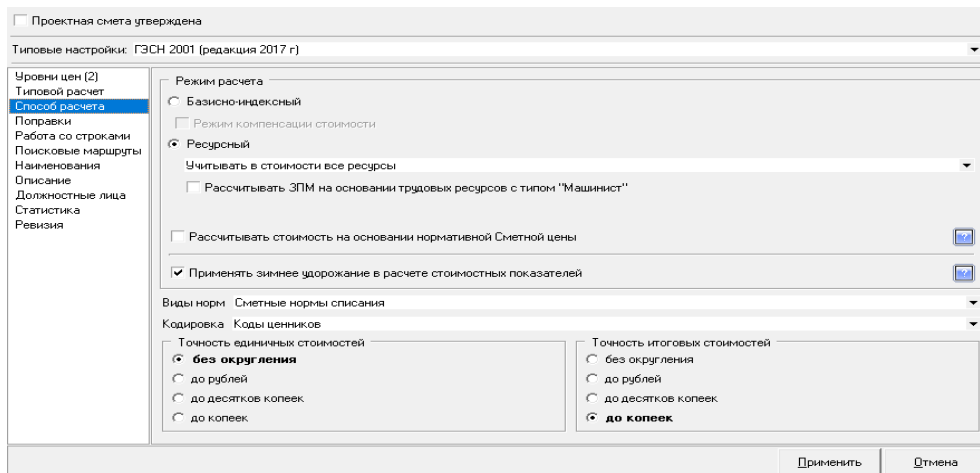 Проектная смета утверждена
Типовые настройки: ГЭСН 2001 (редакция 2017 г)
Уровни цен (2)
Типовой расчет
Способ расчета
Поправки
Работа со строками
Поисковые маршруты
Наименования
Описание
Должностные лица
Статистика
Ревизия
Режим расчета
Базисно-индексный
Режим компенсации стоимости
Ресурсный
Учитывать в стоимости все ресурсы
Рассчитывать ЗПМ на основании трудовых ресурсов с типом "Машинист"
Рассчитывать стоимость на основании нормативной Сметной цены
?
Применять зимнее удорожание в расчете стоимостных показателей
?
Виды норм Сметные нормы списания
Кодировка Коды ценников
Точность единичных стоимостей
без округления
до рублей
до десятков копеек
до копеек
Точность итоговых стоимостей
без округления
до рублей
до десятков копеек
до копеек
Применить
Отмена